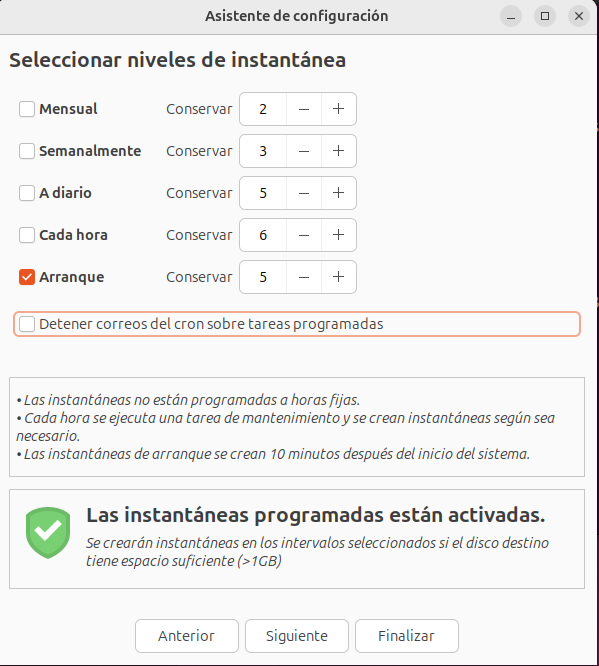 Asistente de configuración
Seleccionar niveles de instantánea
Mensual Conservar 2 — +
Semanalmente Conservar 3 — +
A diario Conservar 5 — +
Cada hora Conservar 6 — +
Arranque Conservar 5 — +
Detener correos del cron sobre tareas programadas
• Las instantáneas no están programadas a horas fijas.
• Cada hora se ejecuta una tarea de mantenimiento y se crean instantáneas según sea
necesario.
• Las instantáneas de arranque se crean 10 minutos después del inicio del sistema.
Las instantáneas programadas están activadas.
Se crearán instantáneas en los intervalos seleccionados si el disco destino
tiene espacio suficiente (>1GB)
Anterior Siguiente Finalizar